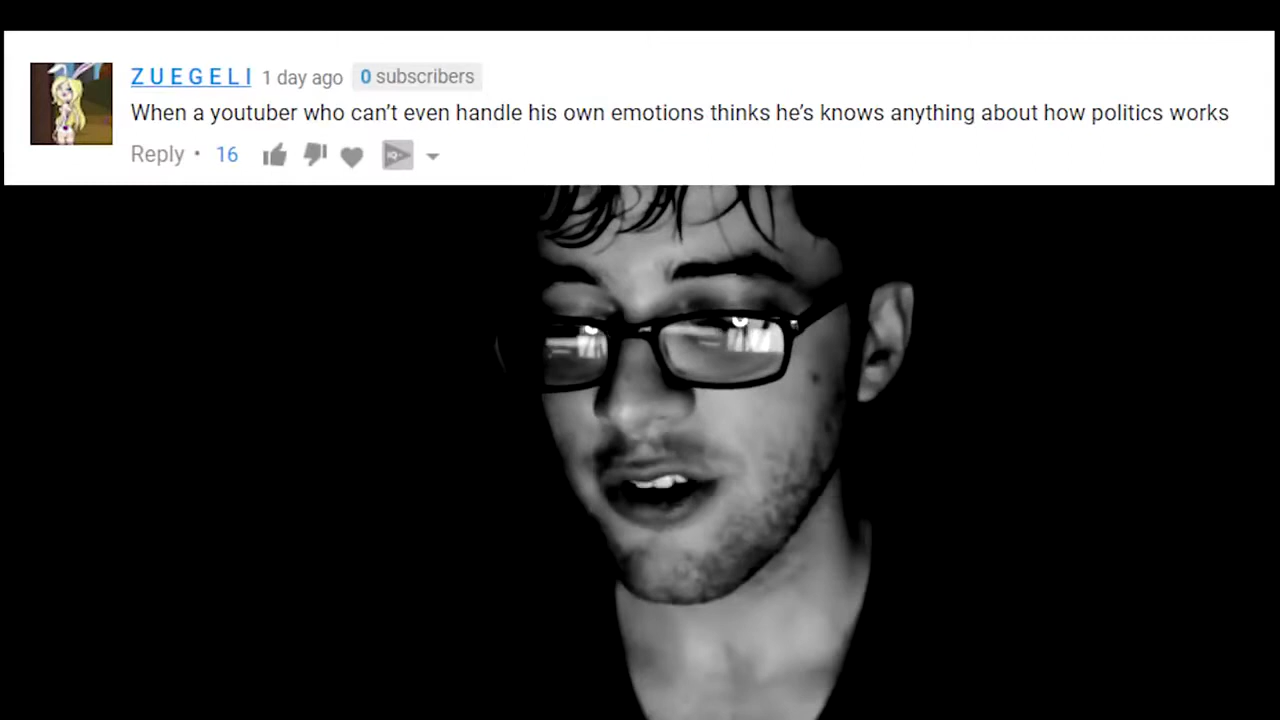 Z U E G E L I 1 day ago 0 subscribers
When a youtuber who can't even handle his own emotions thinks he's knows anything about how politics works
Reply • 16